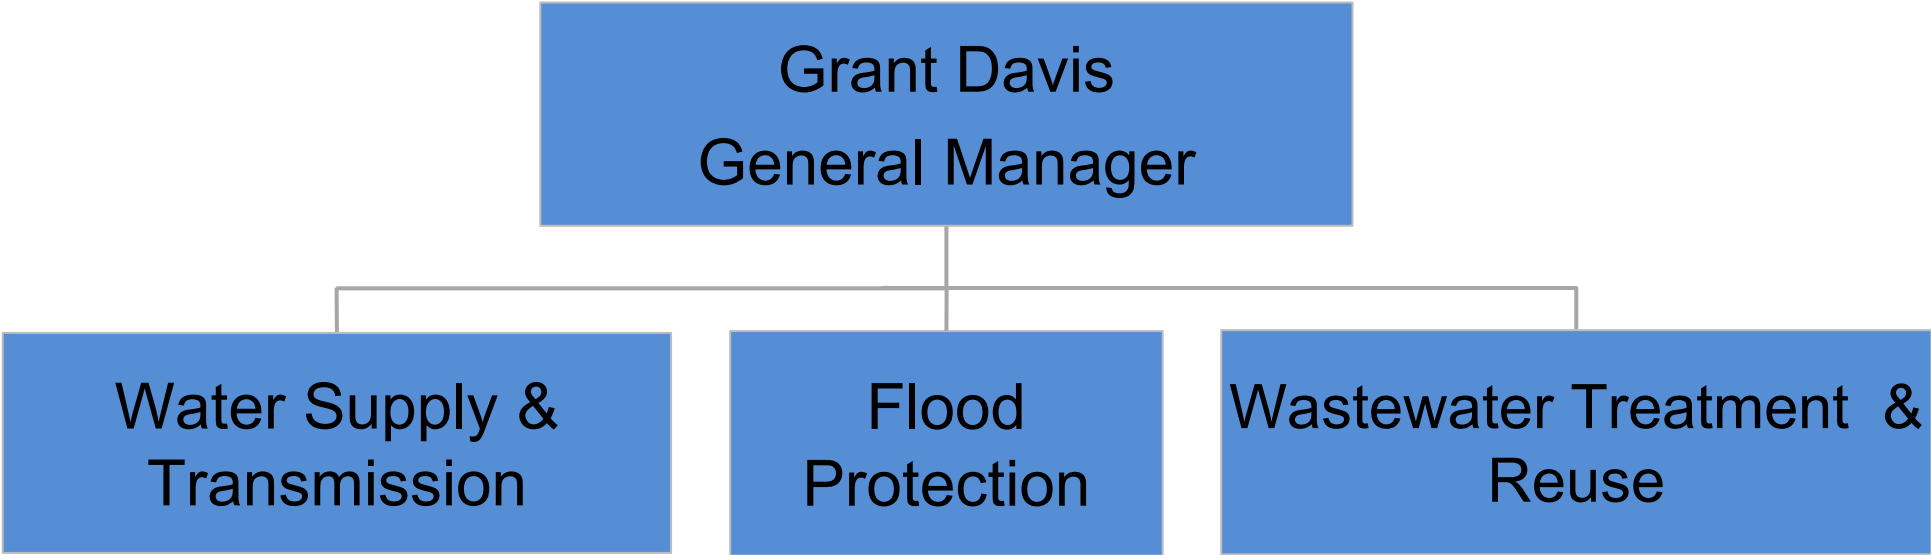 Grant Davis
General Manager
Water Supply &
Transmission
Flood
Protection
Wastewater Treatment  &
Reuse